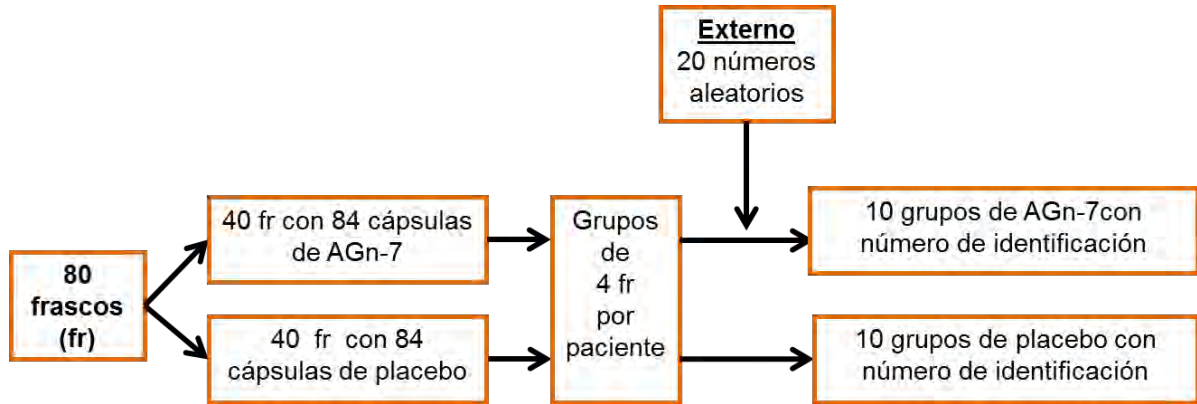 Externo
20 números
aleatorios
80
frascos
(fr)
40 fr con 84 cápsulas
de AGn-7
40 fr con 84
cápsulas de placebo
Grupos
de
4 fr
por
paciente
10 grupos de AGn-7con
número de identificación
10 grupos de placebo con
número de identificación